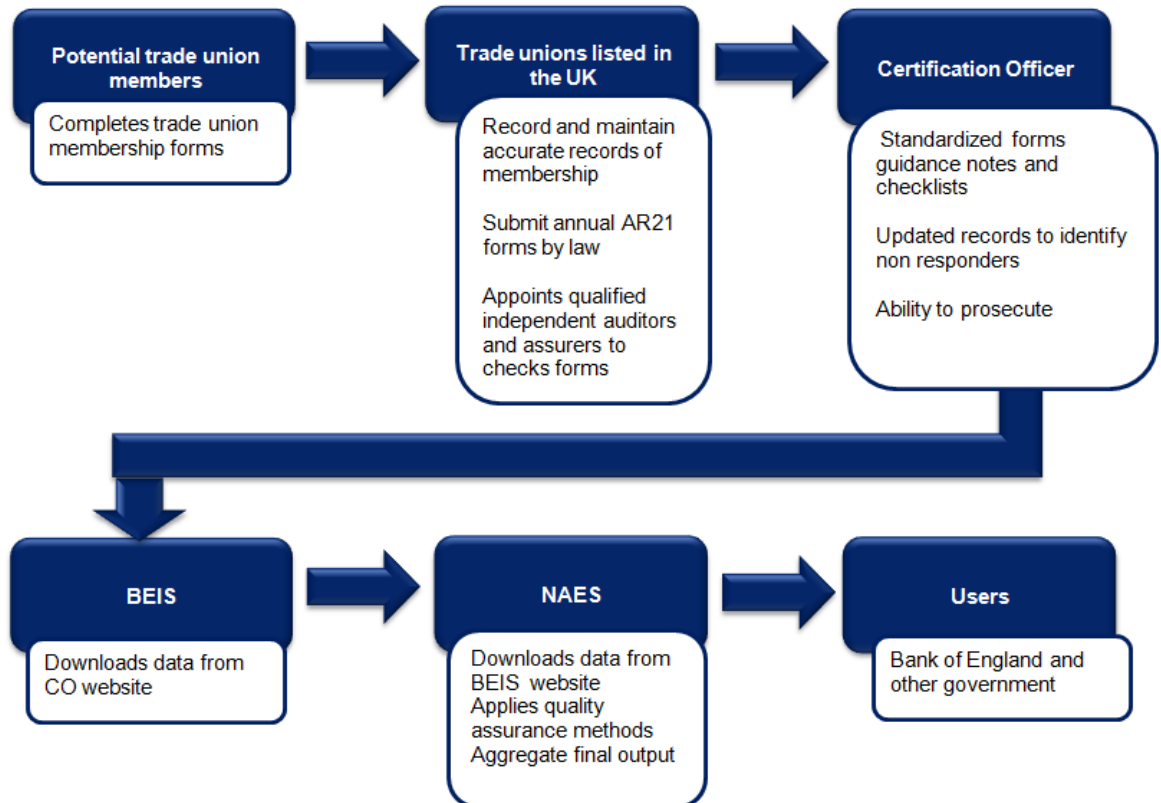 Potential trade union
members
Completes trade union
membership forms
Trade unions listed in
the UK
Record and maintain
accurate records of
membership
Submit annual AR21
forms by law
Appoints qualified
independent auditors
and assurers to
checks forms
Certification Officer
Standardized forms
guidance notes and
checklists
Updated records to identify
non responders
Ability to prosecute
BEIS
Downloads data from
CO website
NAES
Downloads data from
BEIS website
Applies quality
assurance methods
Aggregate final output
Users
Bank of England and
other government